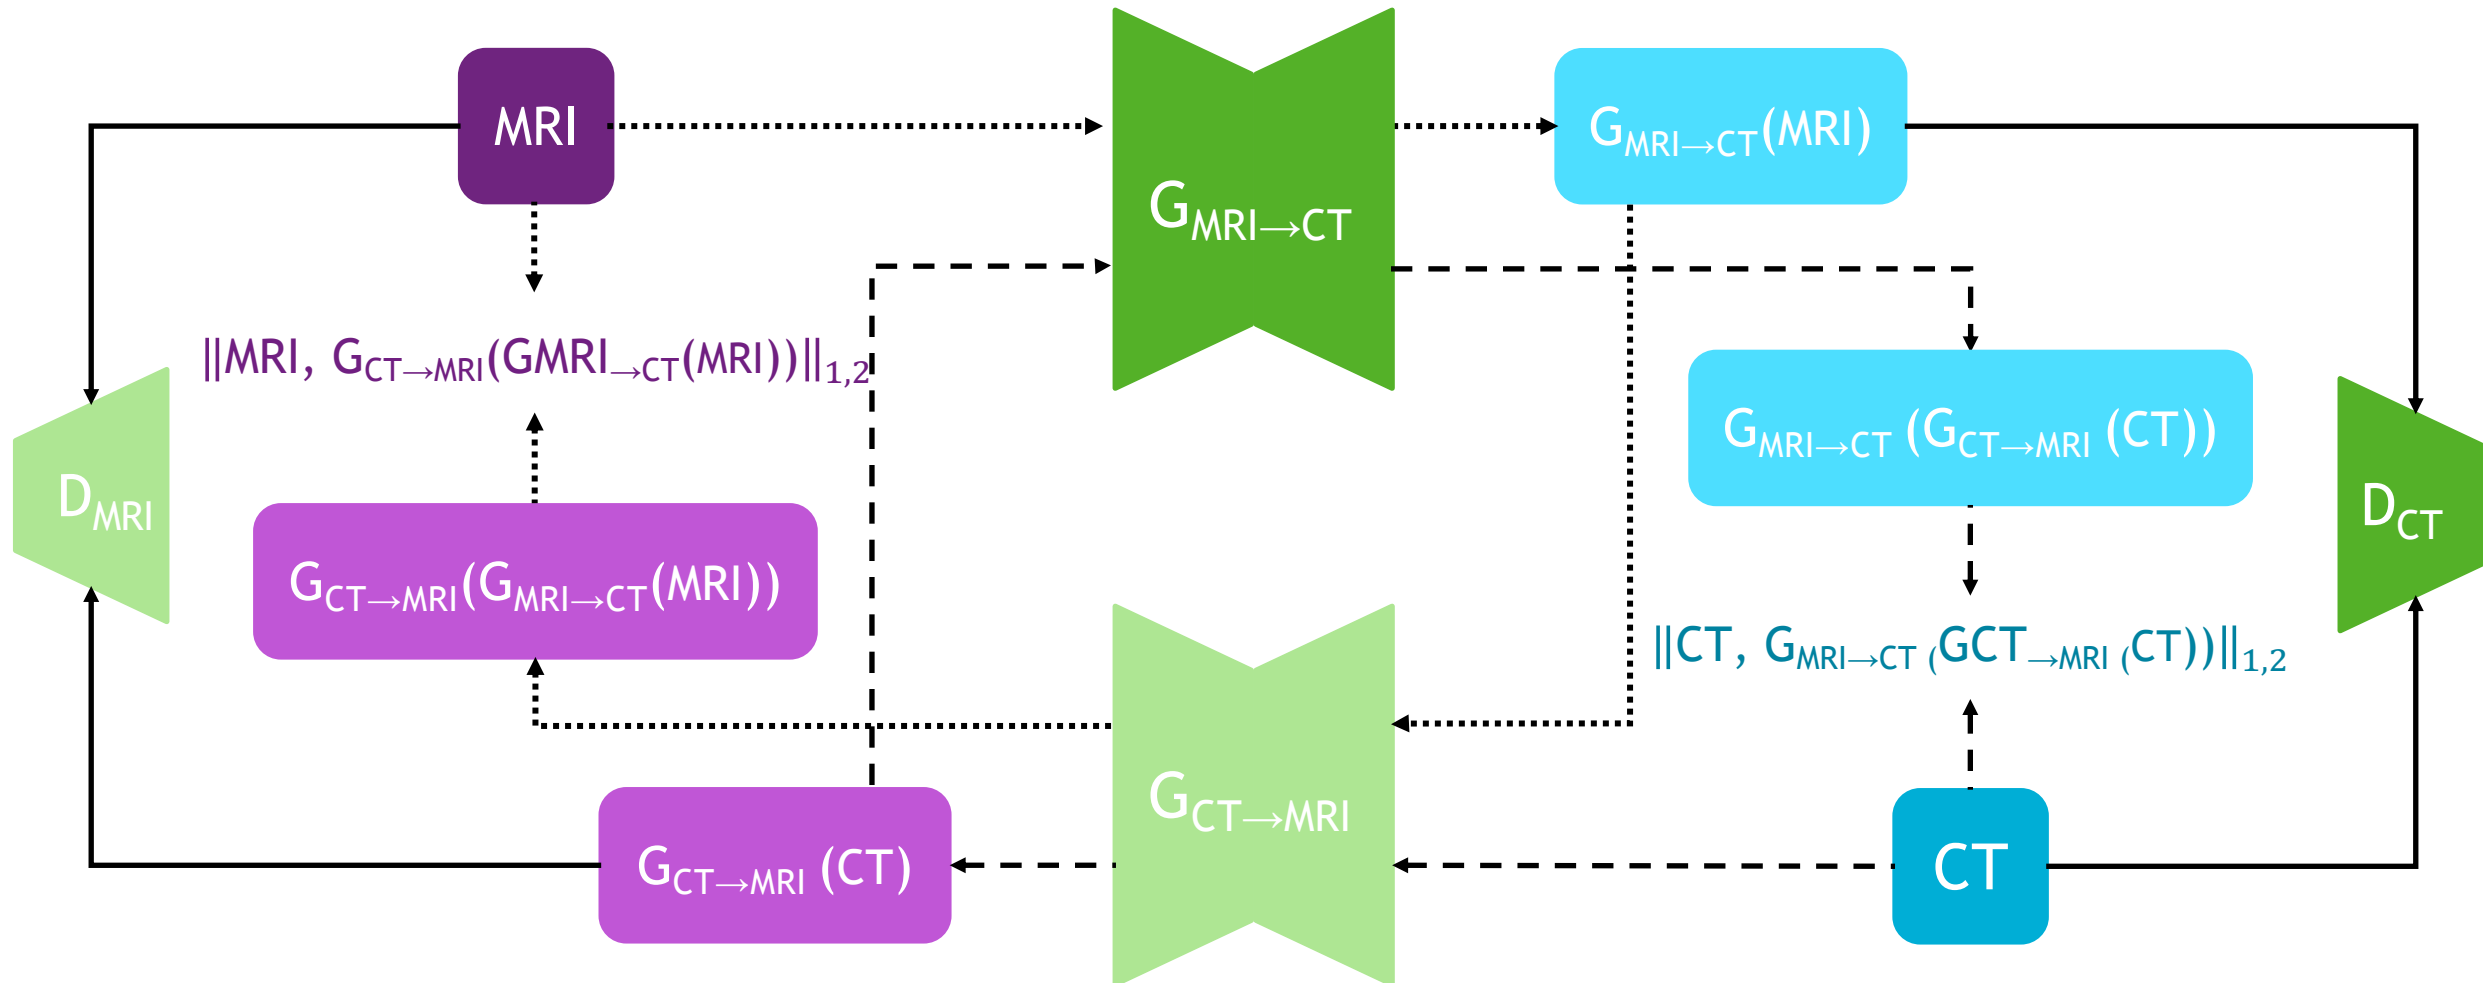 MRI
G_MRI→CT
G_MRI→CT(MRI)
‖MRI, G_CT→MRI(GMRI_→CT(MRI))‖_1,2
G_MRI→CT (G_CT→MRI (CT))
D_MRI
D_CT
G_CT→MRI(G_MRI→CT(MRI))
‖CT, G_MRI→CT (GCT_→MRI (CT))‖_1,2
G_CT→MRI
G_CT→MRI (CT)
CT